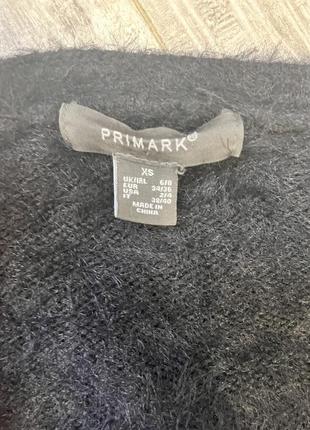 PRIMARK®
XS
UK/IRL 6/8
EUR 34/36
USA 2/4
IT 38/40
MADE IN
CHINA